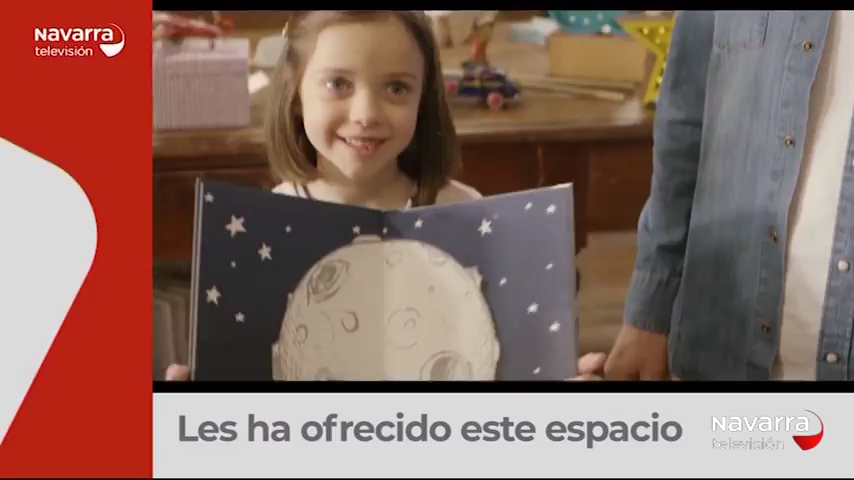 Navarra
televisión
Les ha ofrecido este espacio
Navarra
televisión